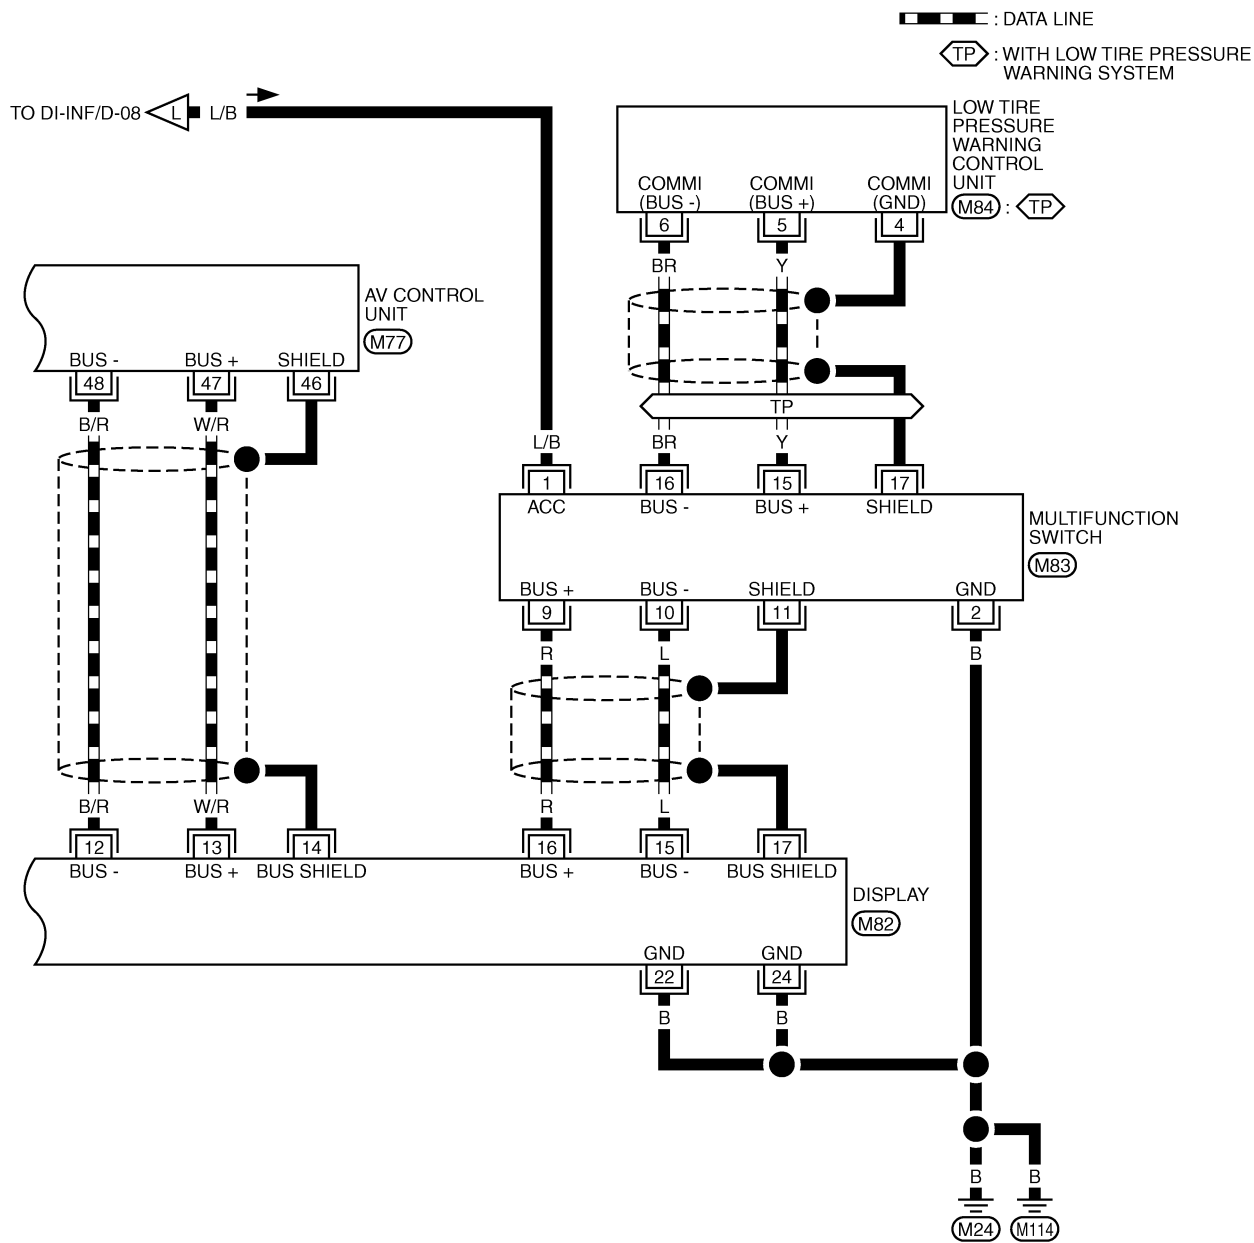 : DATA LINE
TP : WITH LOW TIRE PRESSURE
WARNING SYSTEM
TO DI-INF/D-08 L L/B
LOW TIRE
PRESSURE
WARNING
CONTROL
UNIT
M84 : TP
COMMI (BUS -) COMMI (BUS +) COMMI (GND)
6 5 4
BR Y
AV CONTROL
UNIT
M77
BUS - BUS + SHIELD
48 47 46
B/R W/R
TP
L/B BR Y
1 16 15 17
ACC BUS - BUS + SHIELD
MULTIFUNCTION
SWITCH
M83
BUS + BUS - SHIELD GND
9 10 11 2
R L B
B/R W/R R L
12 13 14 16 15 17
BUS - BUS + BUS SHIELD BUS + BUS - BUS SHIELD
DISPLAY
M82
GND GND
22 24
B B
B B
M24 M114